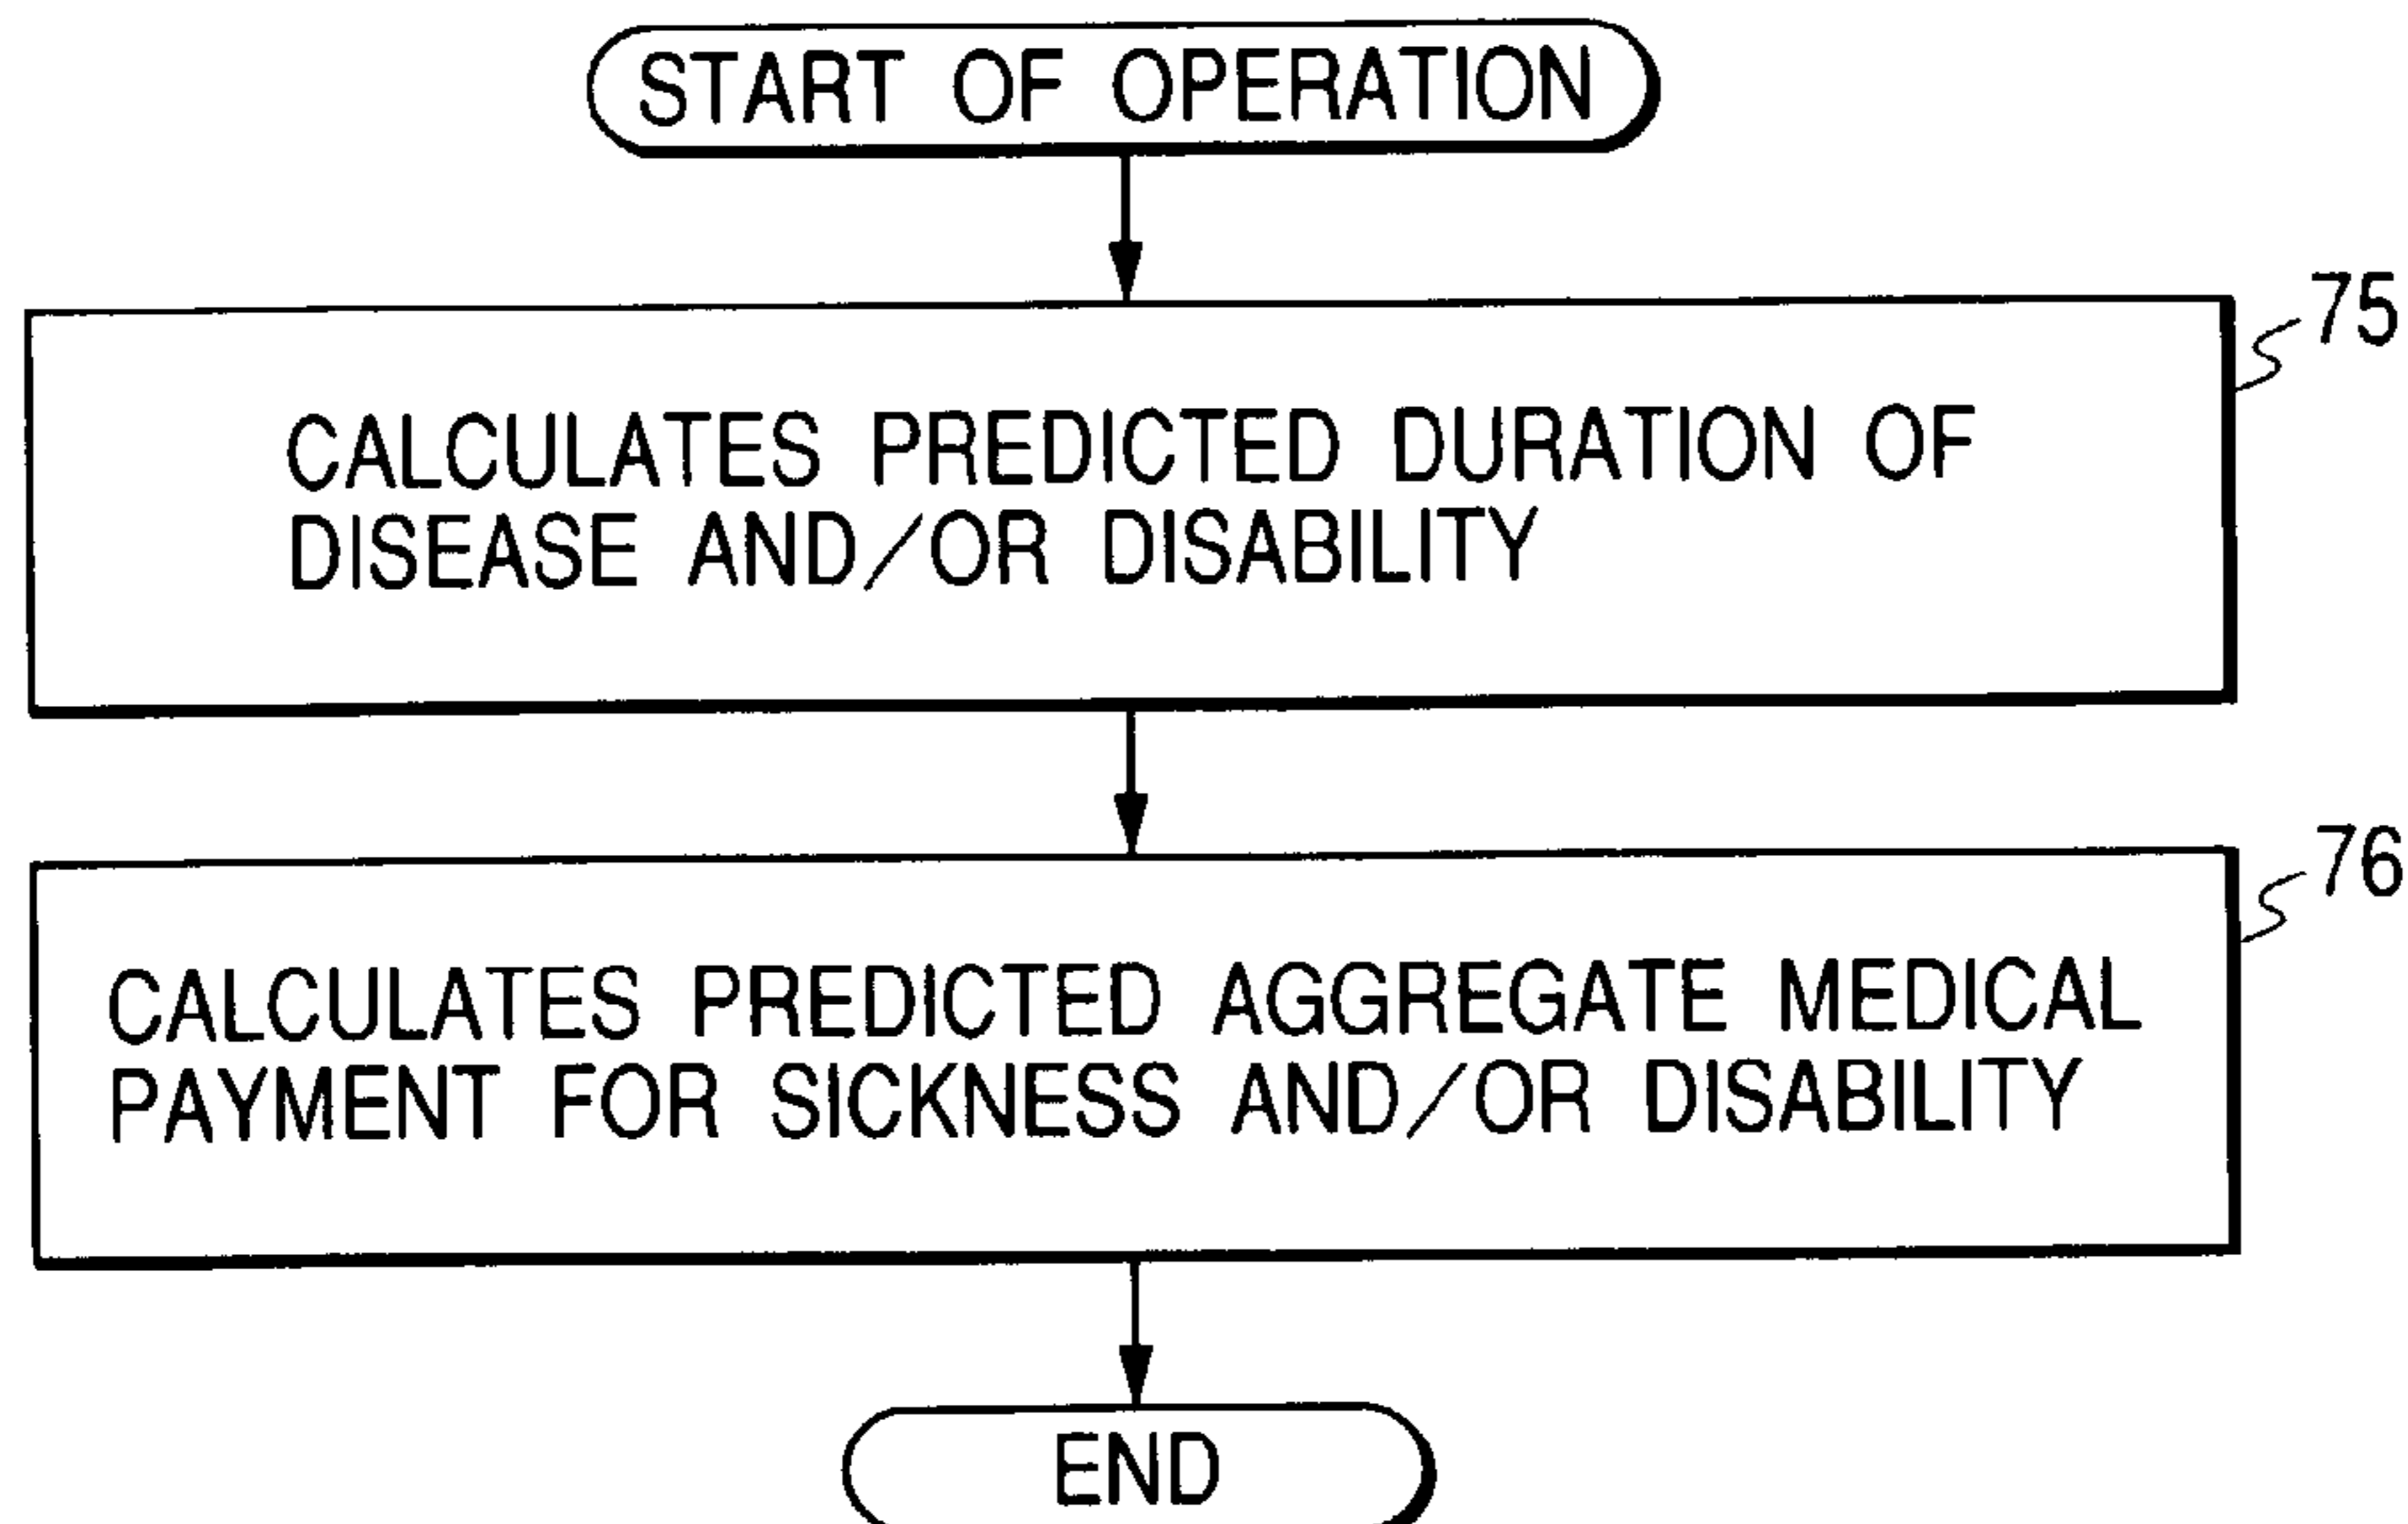 START OF OPERATION
75
CALCULATES PREDICTED DURATION OF
DISEASE AND/OR DISABILITY
76
CALCULATES PREDICTED AGGREGATE MEDICAL
PAYMENT FOR SICKNESS AND/OR DISABILITY
END